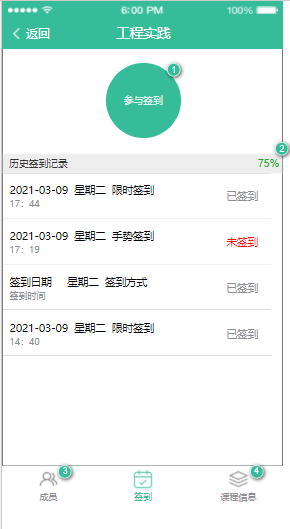 6:00 PM 100%
返回 工程实践
1
参与签到
2
历史签到记录 75%
2021-03-09 星期二 限时签到
17: 44 已签到
2021-03-09 星期二 手势签到
17: 19 未签到
签到日期 星期二 签到方式
签到时间 已签到
2021-03-09 星期二 限时签到
14: 40 已签到
3 4
成员 签到 课程信息